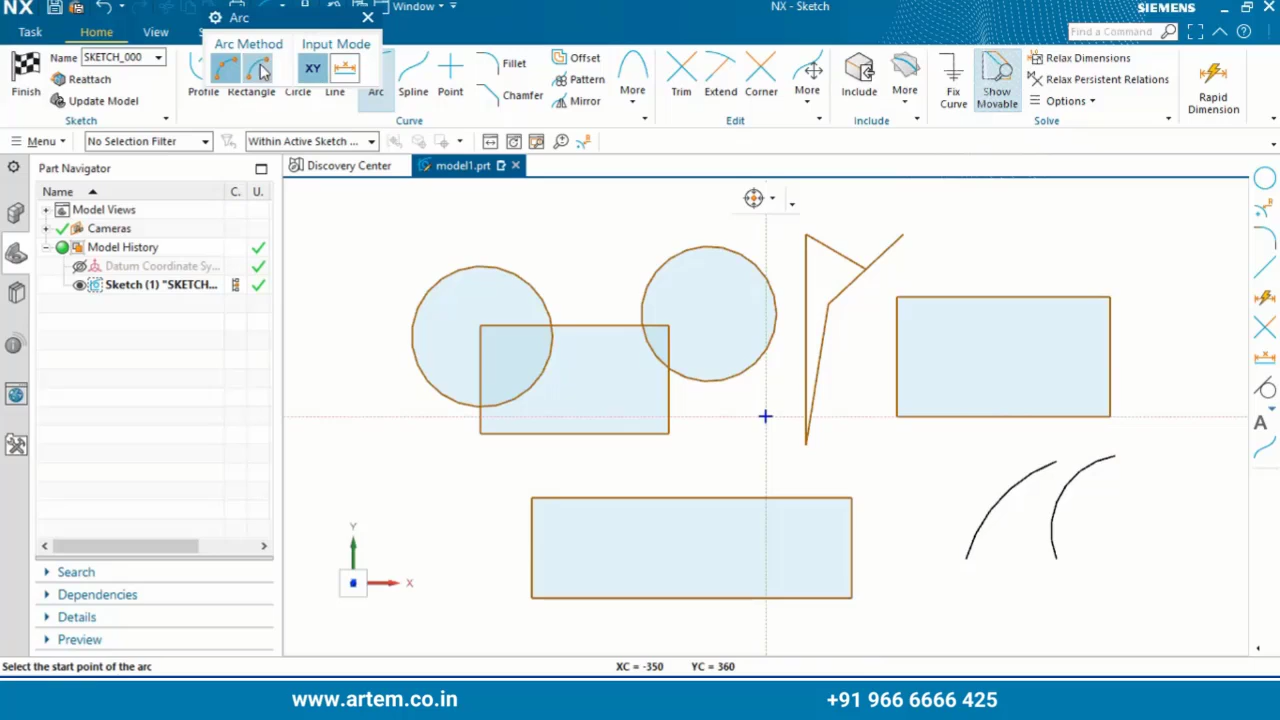 NX
Window
NX - Sketch
SIEMENS
Arc
Task
Home
View
Find a Command
Arc Method
Input Mode
XY
Finish
Name
SKETCH_000
Reattach
Update Model
Sketch
Profile
Rectangle
Circle
Line
Arc
Spline
Point
Fillet
Chamfer
Offset
Pattern
Mirror
More
Curve
Trim
Extend
Corner
More
Edit
Include
More
Include
Fix
Curve
Show
Movable
Relax Dimensions
Relax Persistent Relations
Options
Solve
Rapid
Dimension
Menu
No Selection Filter
Within Active Sketch ...
Part Navigator
Discovery Center
model1.prt
Name
C.
U.
Model Views
Cameras
Model History
Datum Coordinate Sy...
Sketch (1) "SKETCH...
Y
X
A
Search
Dependencies
Details
Preview
Select the start point of the arc
XC = -350
YC = 360
www.artem.co.in
+91 966 6666 425